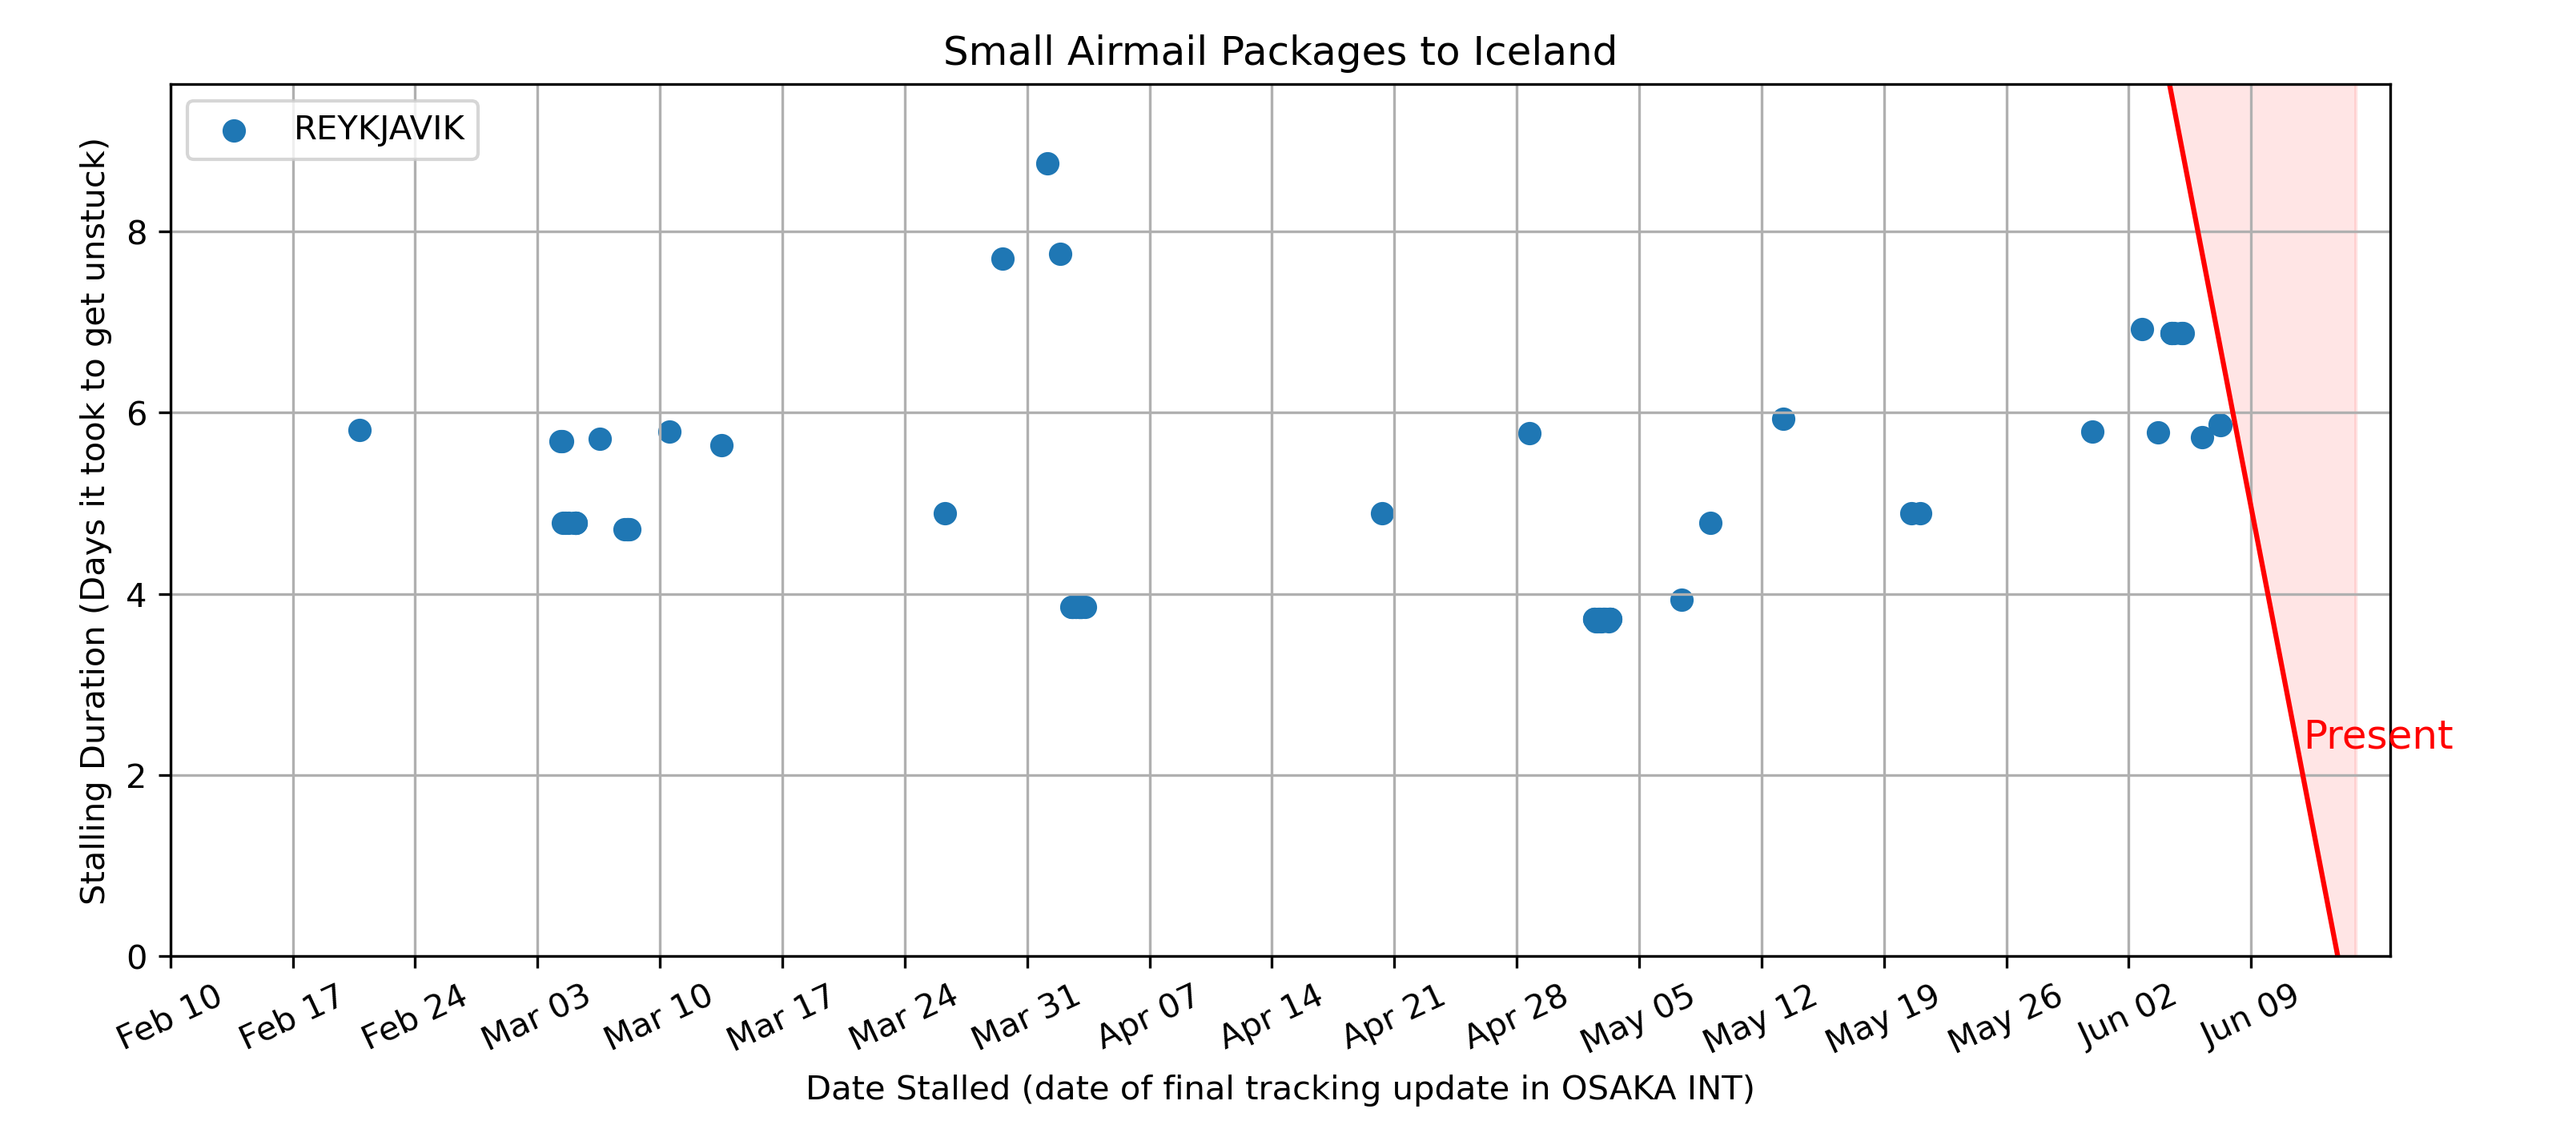 Small Airmail Packages to Iceland
REYKJAVIK
Stalling Duration (Days it took to get unstuck)
8
6
4
2
0
Present
Feb 10 Feb 17 Feb 24 Mar 03 Mar 10 Mar 17 Mar 24 Mar 31 Apr 07 Apr 14 Apr 21 Apr 28 May 05 May 12 May 19 May 26 Jun 02 Jun 09
Date Stalled (date of final tracking update in OSAKA INT)